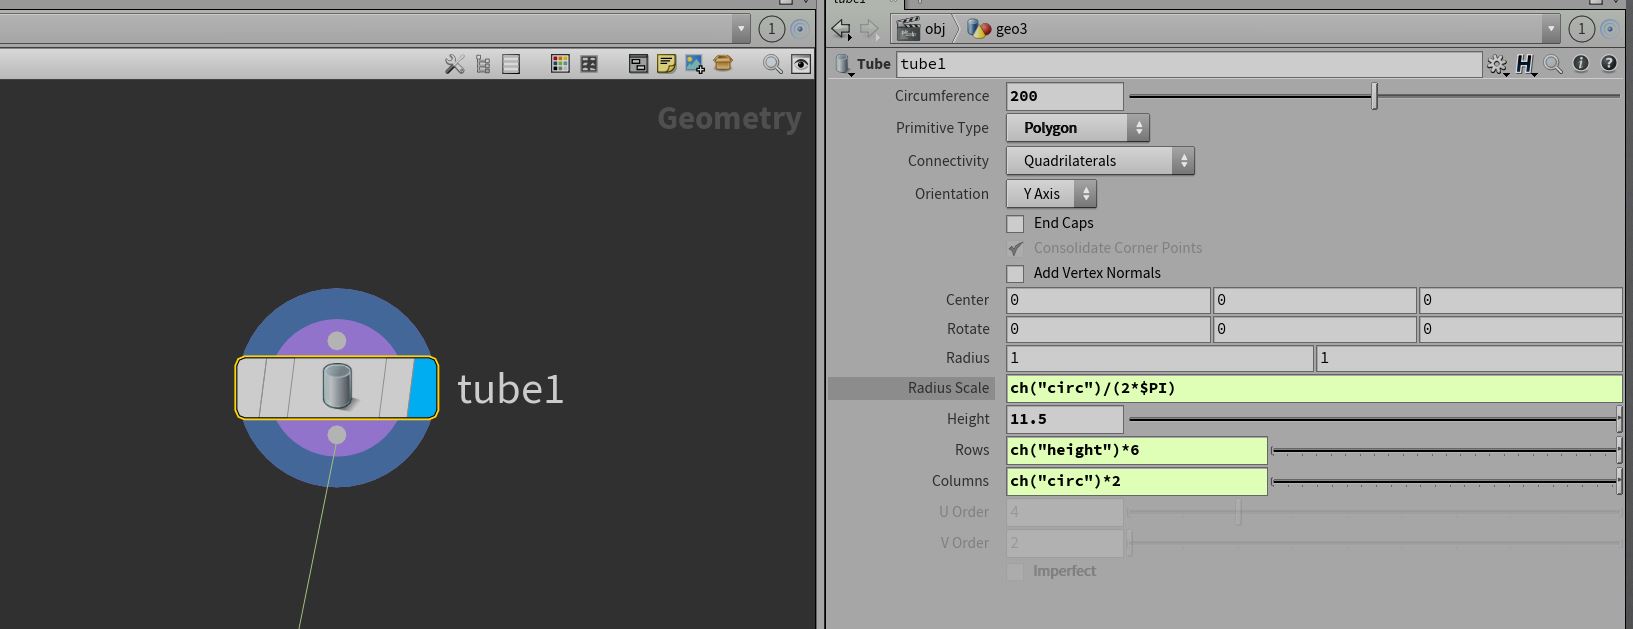 tube1
1
obj
geo3
1
Tube
tube1
Geometry
Circumference 200
Primitive Type Polygon
Connectivity Quadrilaterals
Orientation Y Axis
End Caps
Consolidate Corner Points
Add Vertex Normals
Center 0 0 0
Rotate 0 0 0
Radius 1 1
Radius Scale ch("circ")/(2*$PI)
tube1
Height 11.5
Rows ch("height")*6
Columns ch("circ")*2
U Order 4
V Order 2
Imperfect